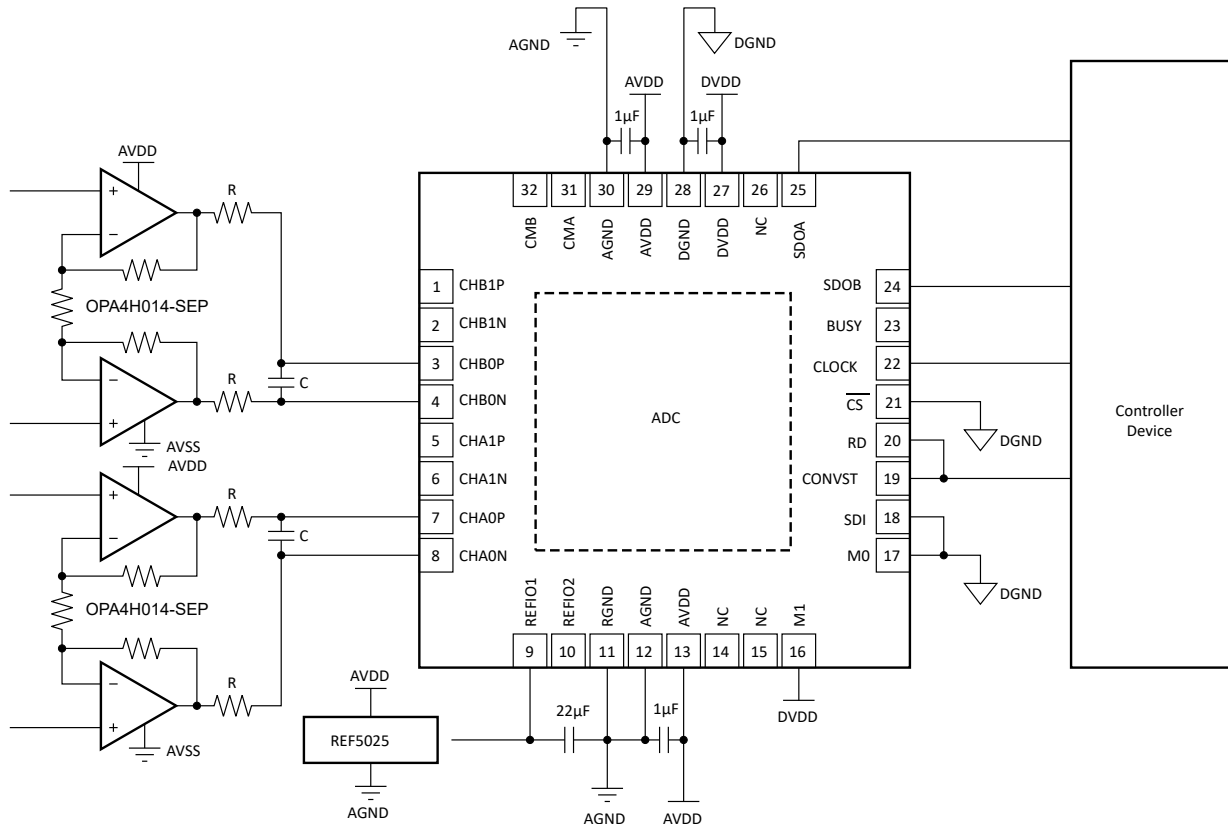 AGND
DGND
AVDD
DVDD
1µF
1µF
AVDD
R
+
−
OPA4H014-SEP
−
+
R
C
AVSS
AVDD
R
+
−
C
OPA4H014-SEP
−
+
R
AVSS
32
31
30
29
28
27
26
25
CMB
CMA
AGND
AVDD
DGND
DVDD
NC
SDOA
1 CHB1P
2 CHB1N
3 CHB0P
4 CHB0N
5 CHA1P
6 CHA1N
7 CHA0P
8 CHA0N
ADC
SDOB 24
BUSY 23
CLOCK 22
CS 21
RD 20
CONVST 19
SDI 18
M0 17
DGND
DGND
Controller
Device
REFIO1
REFIO2
RGND
AGND
AVDD
NC
NC
M1
9
10
11
12
13
14
15
16
AVDD
REF5025
AGND
22µF
1µF
DVDD
AGND
AVDD